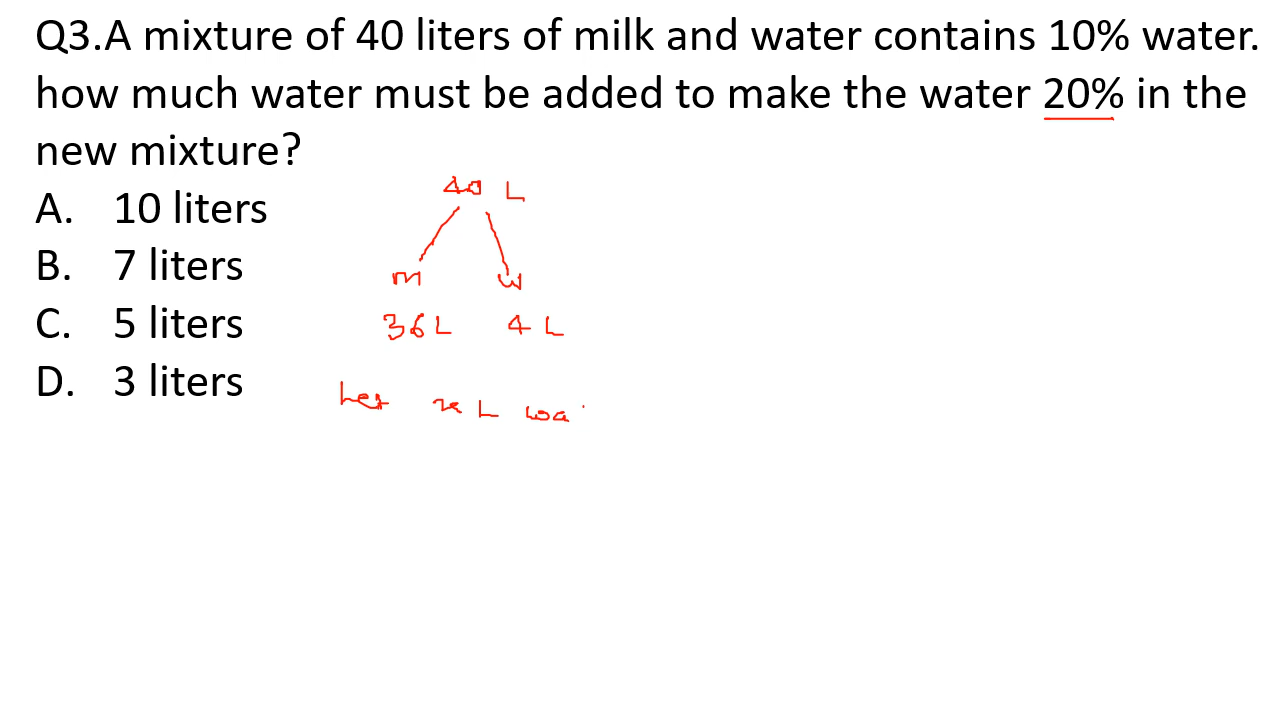 Q3.A mixture of 40 liters of milk and water contains 10% water.
how much water must be added to make the water 20% in the
new mixture?
A. 10 liters
B. 7 liters
C. 5 liters
D. 3 liters
40 L
m w
36 L 4 L
Let x L wa